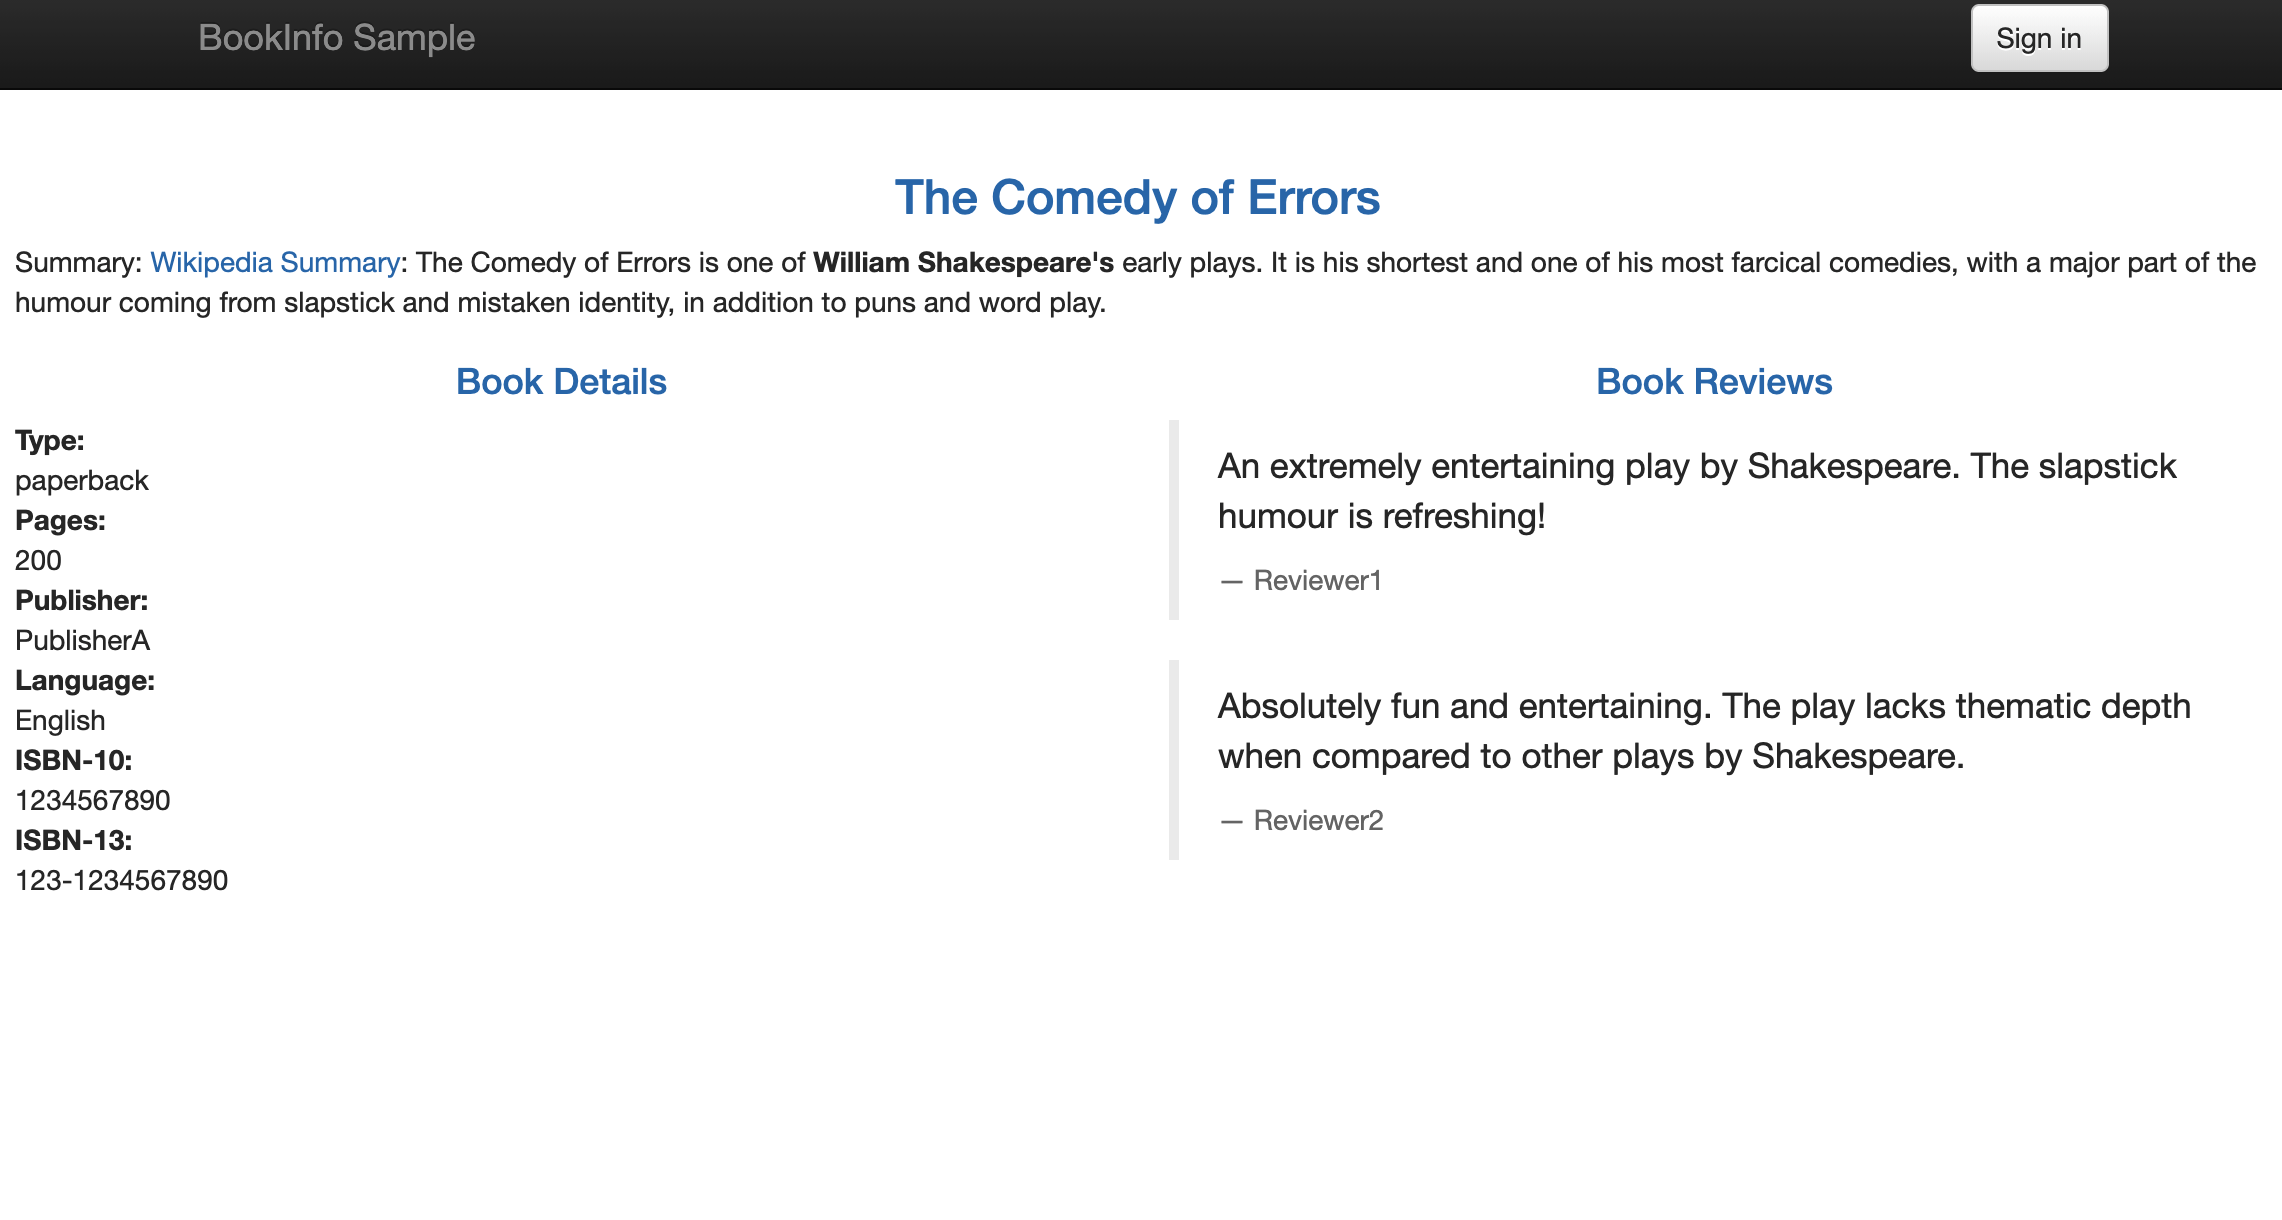 BookInfo Sample
Sign in
The Comedy of Errors
Summary: Wikipedia Summary: The Comedy of Errors is one of William Shakespeare's early plays. It is his shortest and one of his most farcical comedies, with a major part of the
humour coming from slapstick and mistaken identity, in addition to puns and word play.
Book Details
Type:
paperback
Pages:
200
Publisher:
PublisherA
Language:
English
ISBN-10:
1234567890
ISBN-13:
123-1234567890
Book Reviews
An extremely entertaining play by Shakespeare. The slapstick
humour is refreshing!
— Reviewer1
Absolutely fun and entertaining. The play lacks thematic depth
when compared to other plays by Shakespeare.
— Reviewer2